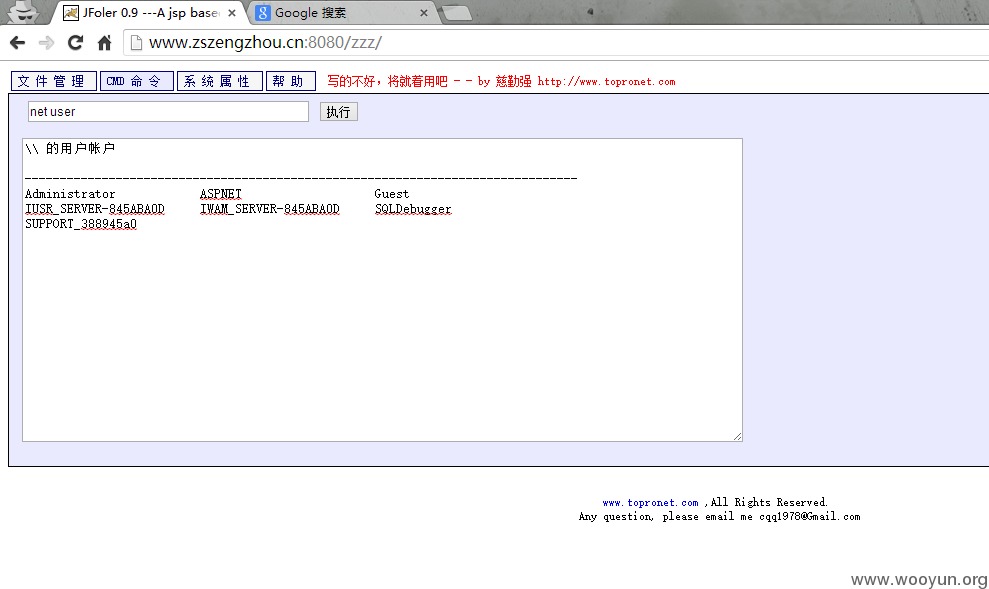 JFoler 0.9 ---A jsp base
Google 搜索
www.zszengzhou.cn:8080/zzz/
文件管理 CMD 命令 系统属性 帮助 写的不好，将就着用吧 - - by 慈勤强 http://www.topronet.com
net user 执行
\\ 的用户帐户
-------------------------------------------------------------------------------
Administrator ASPNET Guest
IUSR_SERVER-845ABA0D IWAM_SERVER-845ABA0D SQLDebugger
SUPPORT_388945a0
www.topronet.com ,All Rights Reserved.
Any question, please email me cqq1978@Gmail.com
www.wooyun.org